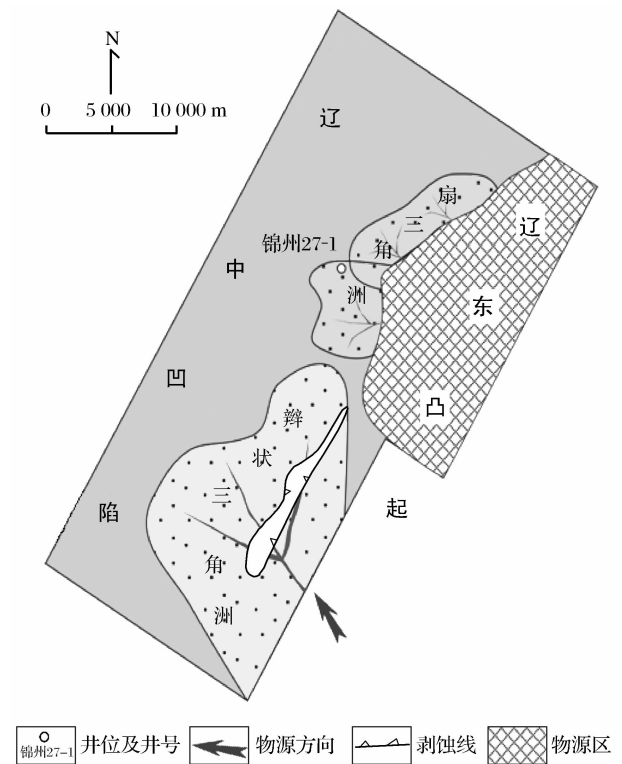 N
0 5 000 10 000 m
辽中凹陷
扇三角洲
锦州27-1
辽东凸起
辫状三角洲
锦州27-1 井位及井号 物源方向 剥蚀线 物源区